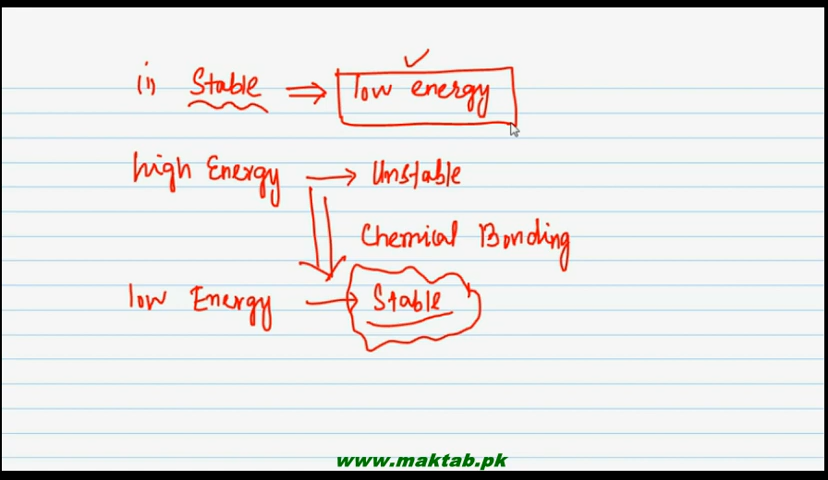 i) Stable ⇒ low energy
high Energy → Unstable
Chemical Bonding
low Energy → Stable
www.maktab.pk